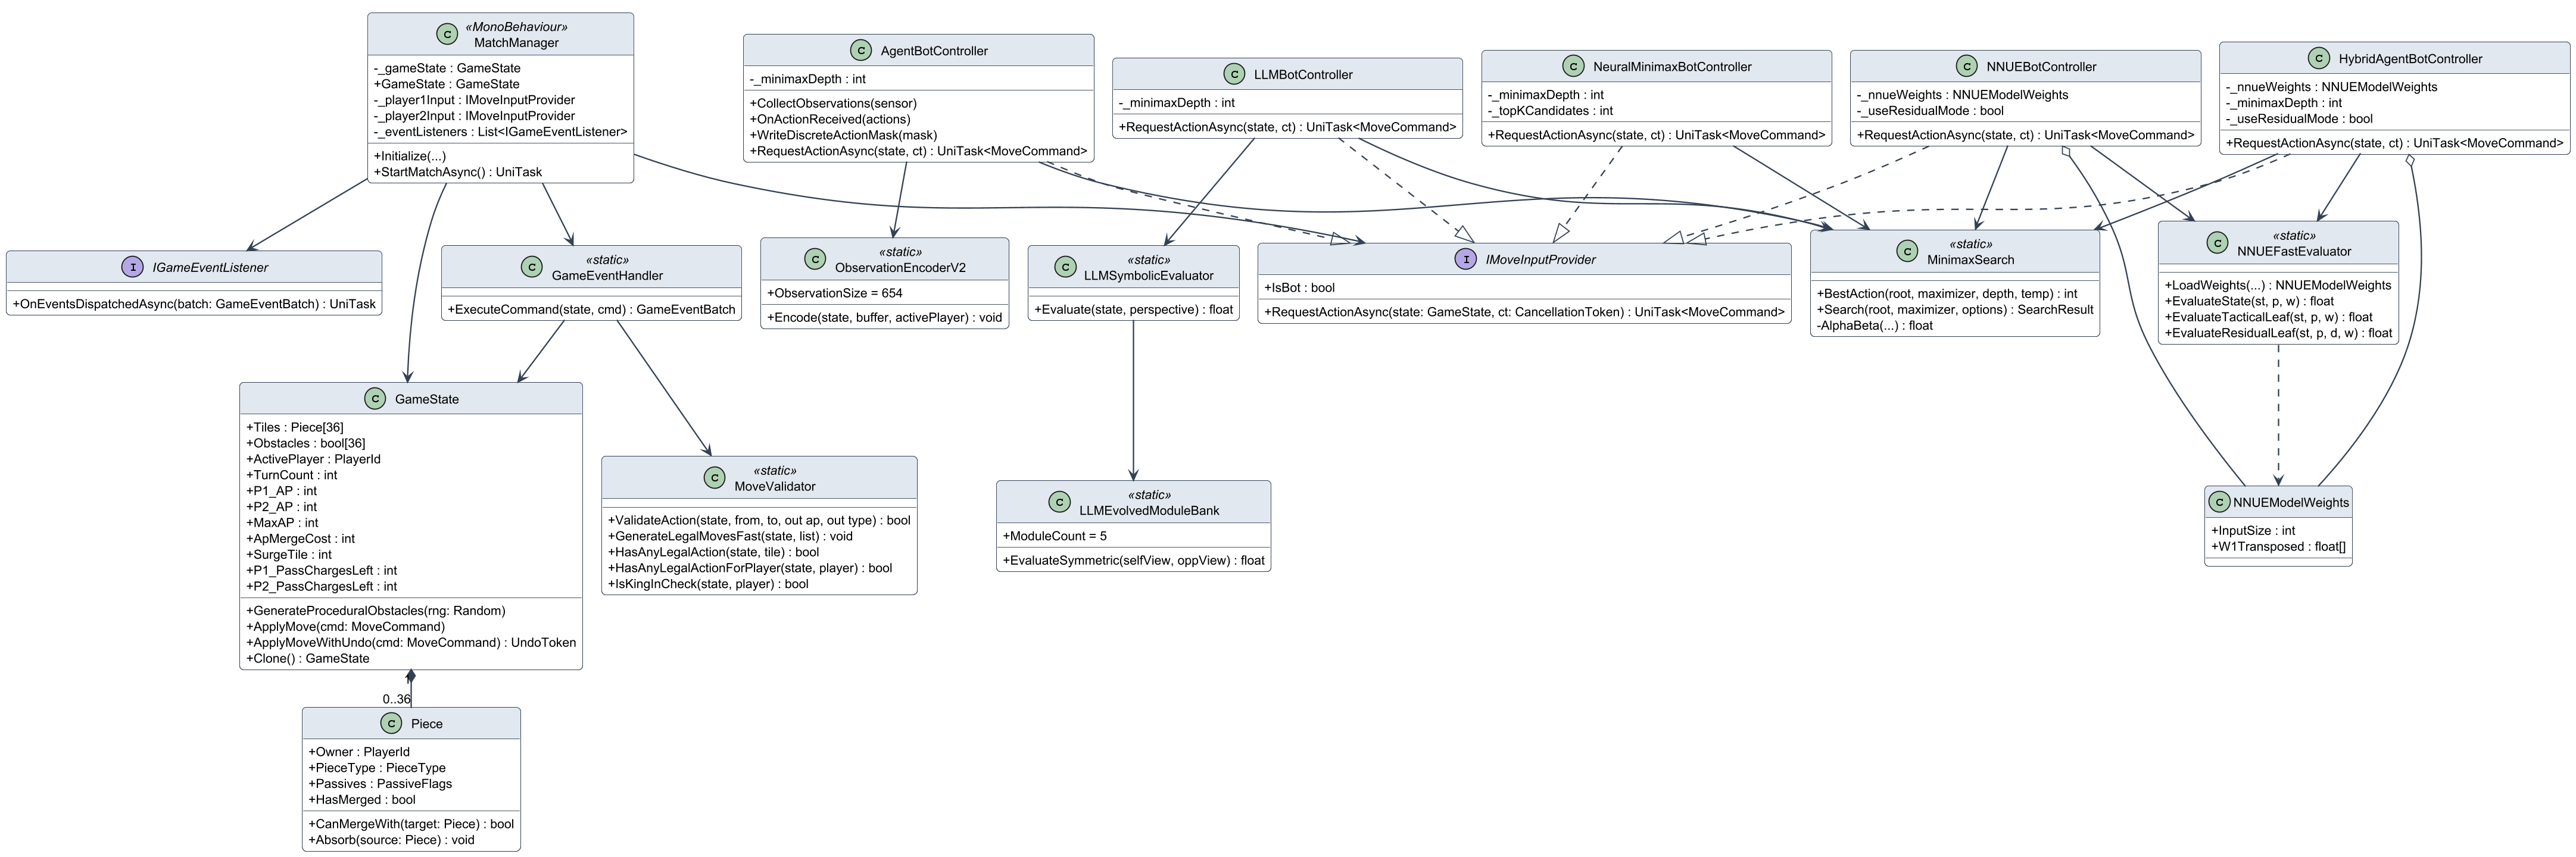 C
«MonoBehaviour»
MatchManager
-_gameState : GameState
+GameState : GameState
-_player1Input : IMoveInputProvider
-_player2Input : IMoveInputProvider
-_eventListeners : List<IGameEventListener>
+Initialize(...)
+StartMatchAsync() : UniTask
C
AgentBotController
-_minimaxDepth : int
+CollectObservations(sensor)
+OnActionReceived(actions)
+WriteDiscreteActionMask(mask)
+RequestActionAsync(state, ct) : UniTask<MoveCommand>
C
LLMBotController
-_minimaxDepth : int
+RequestActionAsync(state, ct) : UniTask<MoveCommand>
C
NeuralMinimaxBotController
-_minimaxDepth : int
-_topKCandidates : int
+RequestActionAsync(state, ct) : UniTask<MoveCommand>
C
NNUEBotController
-_nnueWeights : NNUEModelWeights
-_useResidualMode : bool
+RequestActionAsync(state, ct) : UniTask<MoveCommand>
C
HybridAgentBotController
-_nnueWeights : NNUEModelWeights
-_minimaxDepth : int
-_useResidualMode : bool
+RequestActionAsync(state, ct) : UniTask<MoveCommand>
I
IGameEventListener
+OnEventsDispatchedAsync(batch: GameEventBatch) : UniTask
C
«static»
GameEventHandler
+ExecuteCommand(state, cmd) : GameEventBatch
C
«static»
ObservationEncoderV2
+ObservationSize = 654
+Encode(state, buffer, activePlayer) : void
C
«static»
LLMSymbolicEvaluator
+Evaluate(state, perspective) : float
I
IMoveInputProvider
+IsBot : bool
+RequestActionAsync(state: GameState, ct: CancellationToken) : UniTask<MoveCommand>
C
«static»
MinimaxSearch
+BestAction(root, maximizer, depth, temp) : int
+Search(root, maximizer, options) : SearchResult
-AlphaBeta(...) : float
C
«static»
NNUEFastEvaluator
+LoadWeights(...) : NNUEModelWeights
+EvaluateState(st, p, w) : float
+EvaluateTacticalLeaf(st, p, w) : float
+EvaluateResidualLeaf(st, p, d, w) : float
C
GameState
+Tiles : Piece[36]
+Obstacles : bool[36]
+ActivePlayer : PlayerId
+TurnCount : int
+P1_AP : int
+P2_AP : int
+MaxAP : int
+ApMergeCost : int
+SurgeTile : int
+P1_PassChargesLeft : int
+P2_PassChargesLeft : int
+GenerateProceduralObstacles(rng: Random)
+ApplyMove(cmd: MoveCommand)
+ApplyMoveWithUndo(cmd: MoveCommand) : UndoToken
+Clone() : GameState
C
«static»
MoveValidator
+ValidateAction(state, from, to, out ap, out type) : bool
+GenerateLegalMovesFast(state, list) : void
+HasAnyLegalAction(state, tile) : bool
+HasAnyLegalActionForPlayer(state, player) : bool
+IsKingInCheck(state, player) : bool
C
«static»
LLMEvolvedModuleBank
+ModuleCount = 5
+EvaluateSymmetric(selfView, oppView) : float
C
NNUEModelWeights
+InputSize : int
+W1Transposed : float[]
0..36
C
Piece
+Owner : PlayerId
+PieceType : PieceType
+Passives : PassiveFlags
+HasMerged : bool
+CanMergeWith(target: Piece) : bool
+Absorb(source: Piece) : void